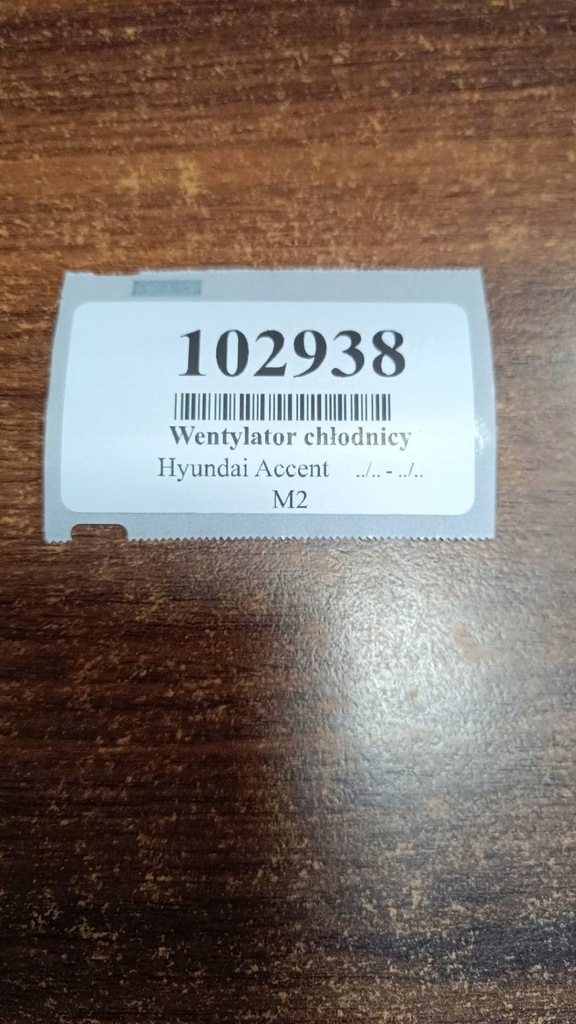 102938
Wentylator chłodnicy
Hyundai Accent ../.. - ../..
M2